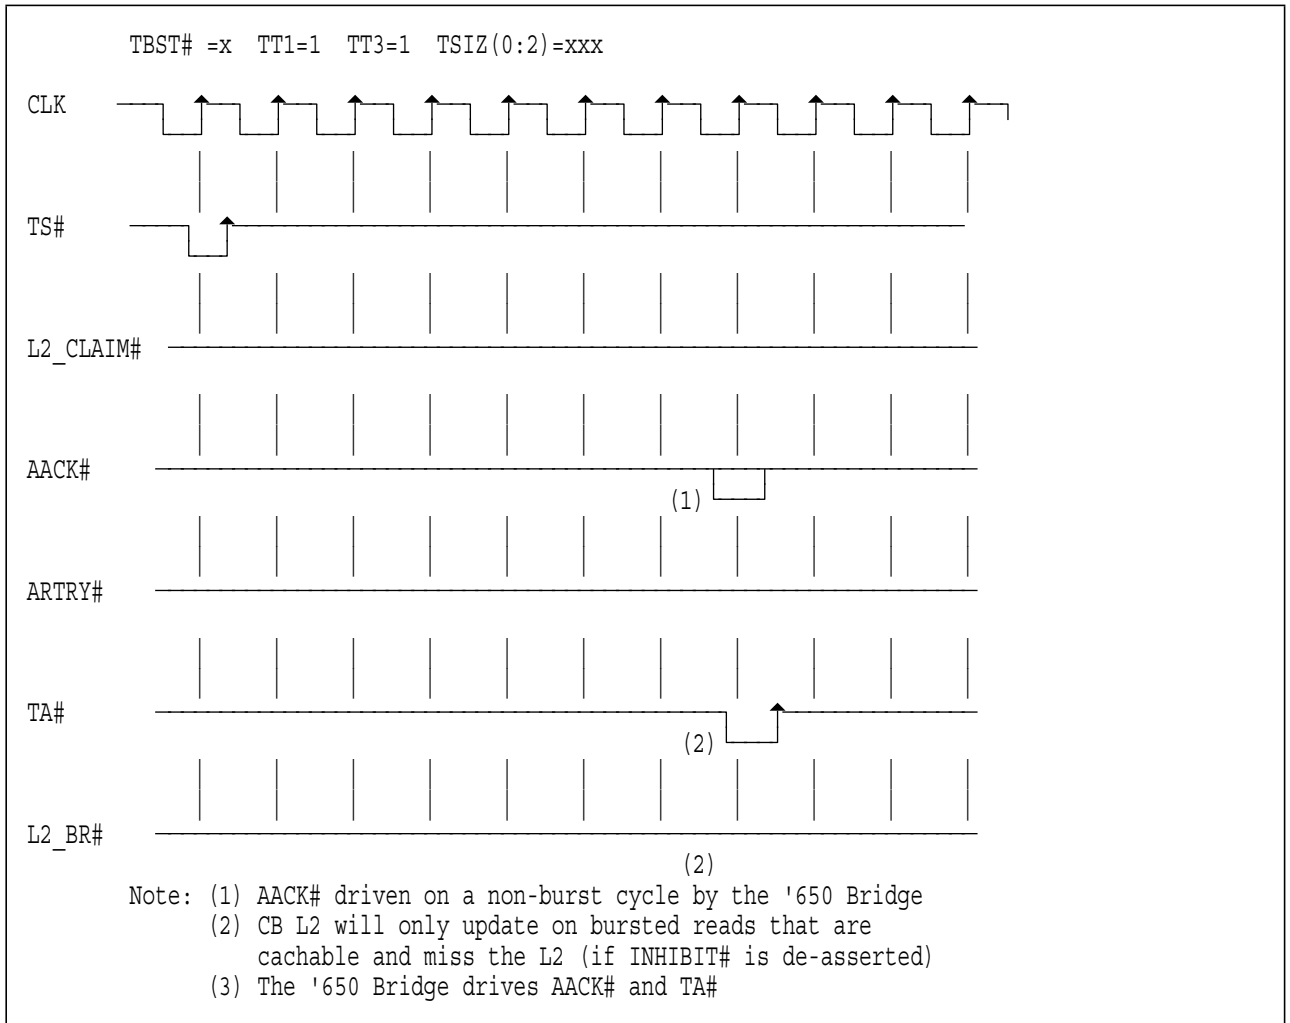 TBST# =x TT1=1 TT3=1 TSIZ(0:2)=xxx
CLK
TS#
L2_CLAIM#
AACK#
(1)
ARTRY#
TA#
(2)
L2_BR#
(2)
Note: (1) AACK# driven on a non-burst cycle by the '650 Bridge
(2) CB L2 will only update on bursted reads that are
cachable and miss the L2 (if INHIBIT# is de-asserted)
(3) The '650 Bridge drives AACK# and TA#